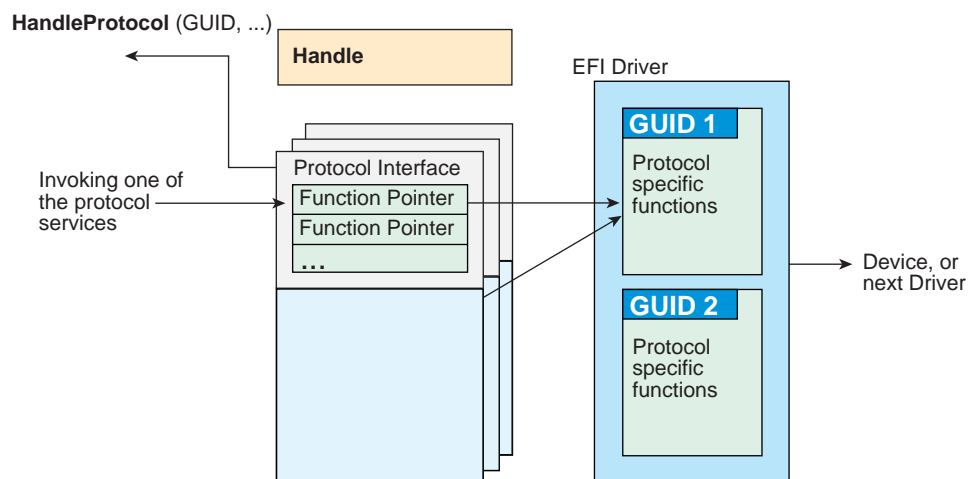 HandleProtocol (GUID, ...)
Handle
EFI Driver
GUID 1
Protocol Interface
Protocol
specific
functions
Invoking one of
the protocol
services
Function Pointer
Function Pointer
...
Device, or
next Driver
GUID 2
Protocol
specific
functions